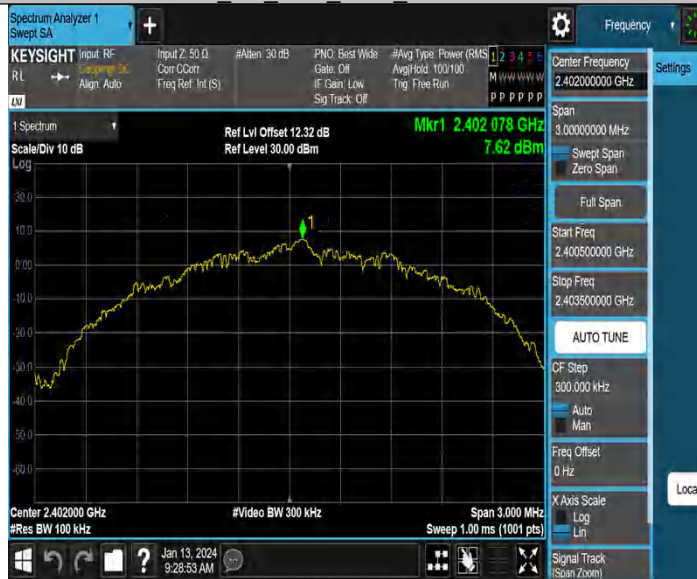 Spectrum Analyzer 1
Swept SA
Frequency
KEYSIGHT
Input: RF
Coupling: DC
Align: Auto
Input Z: 50 Ω
Corr CCorr
Freq Ref: Int (S)
#Atten: 30 dB
PNO: Best Wide
Gate: Off
IF Gain: Low
Sig Track: Off
#Avg Type: Power (RMS
Avg|Hold: 100/100
Trig: Free Run
1 2 3 4 5 6
M W W W W W
P P P P P P
RL
LXI
1 Spectrum
Scale/Div 10 dB
Log
Ref Lvl Offset 12.32 dB
Ref Level 30.00 dBm
Mkr1 2.402 078 GHz
7.62 dBm
20.0
10.0
0.00
-10.0
-20.0
-30.0
-40.0
-50.0
-60.0
1
Center 2.402000 GHz
#Res BW 100 kHz
#Video BW 300 kHz
Span 3.000 MHz
Sweep 1.00 ms (1001 pts)
Jan 13, 2024
9:28:53 AM
Center Frequency
2.402000000 GHz
Settings
Span
3.00000000 MHz
Swept Span
Zero Span
Full Span
Start Freq
2.400500000 GHz
Stop Freq
2.403500000 GHz
AUTO TUNE
CF Step
300.000 kHz
Auto
Man
Freq Offset
0 Hz
X Axis Scale
Log
Lin
Loca
Signal Track
(Span Zoom)